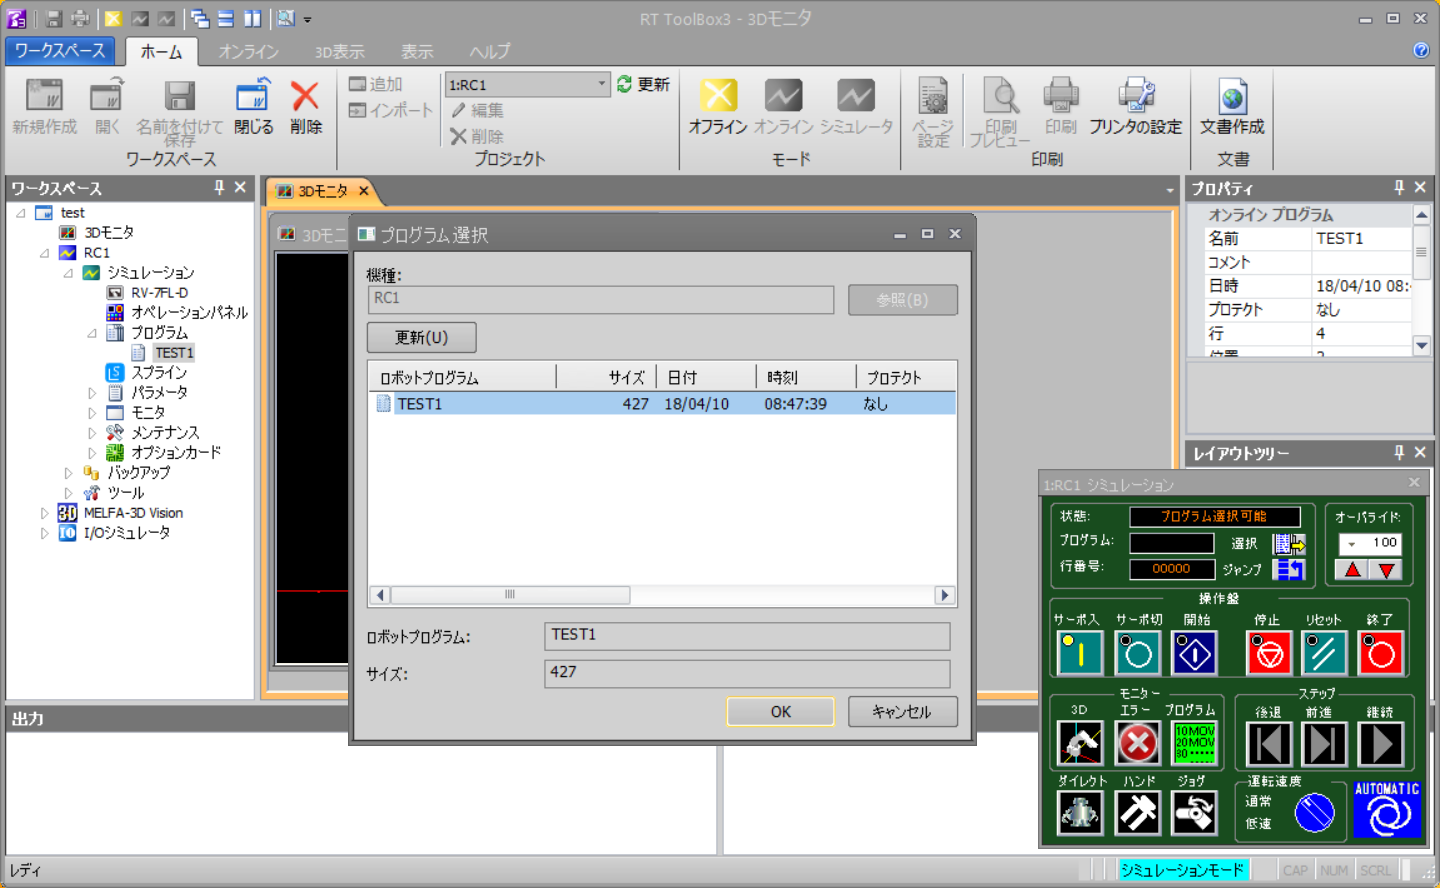 RT ToolBox3 - 3Dモニタ
ワークスペース ホーム オンライン 3D表示 表示 ヘルプ
新規作成 開く 名前を付けて保存 閉じる 削除
ワークスペース
追加
インポート
1:RC1 更新
編集
削除
プロジェクト
オフライン オンライン シミュレータ
モード
ページ設定 印刷プレビュー 印刷 プリンタの設定
印刷
文書作成
文書
ワークスペース
test
3Dモニタ
RC1
シミュレーション
RV-7FL-D
オペレーションパネル
プログラム
TEST1
スプライン
パラメータ
モニタ
メンテナンス
オプションカード
バックアップ
ツール
MELFA-3D Vision
I/Oシミュレータ
3Dモニタ
3Dモニ
プログラム選択
機種:
RC1 参照(B)
更新(U)
ロボットプログラム サイズ 日付 時刻 プロテクト
TEST1 427 18/04/10 08:47:39 なし
ロボットプログラム: TEST1
サイズ: 427
OK キャンセル
プロパティ
オンライン プログラム
名前 TEST1
コメント
日時 18/04/10 08:
プロテクト なし
行 4
位置 2
レイアウトツリー
1:RC1 シミュレーション
状態: プログラム選択可能
プログラム: 選択
行番号: 00000 ジャンプ
オーバライド:
100
操作盤
サーボ入 サーボ切 開始 停止 リセット 終了
モニター
3D エラー プログラム
10MOV
20MOV
30
ステップ
後退 前進 継続
ダイレクト ハンド ジョグ
運転速度
通常
低速
AUTOMATIC
出力
レディ
シミュレーションモード CAP NUM SCRL